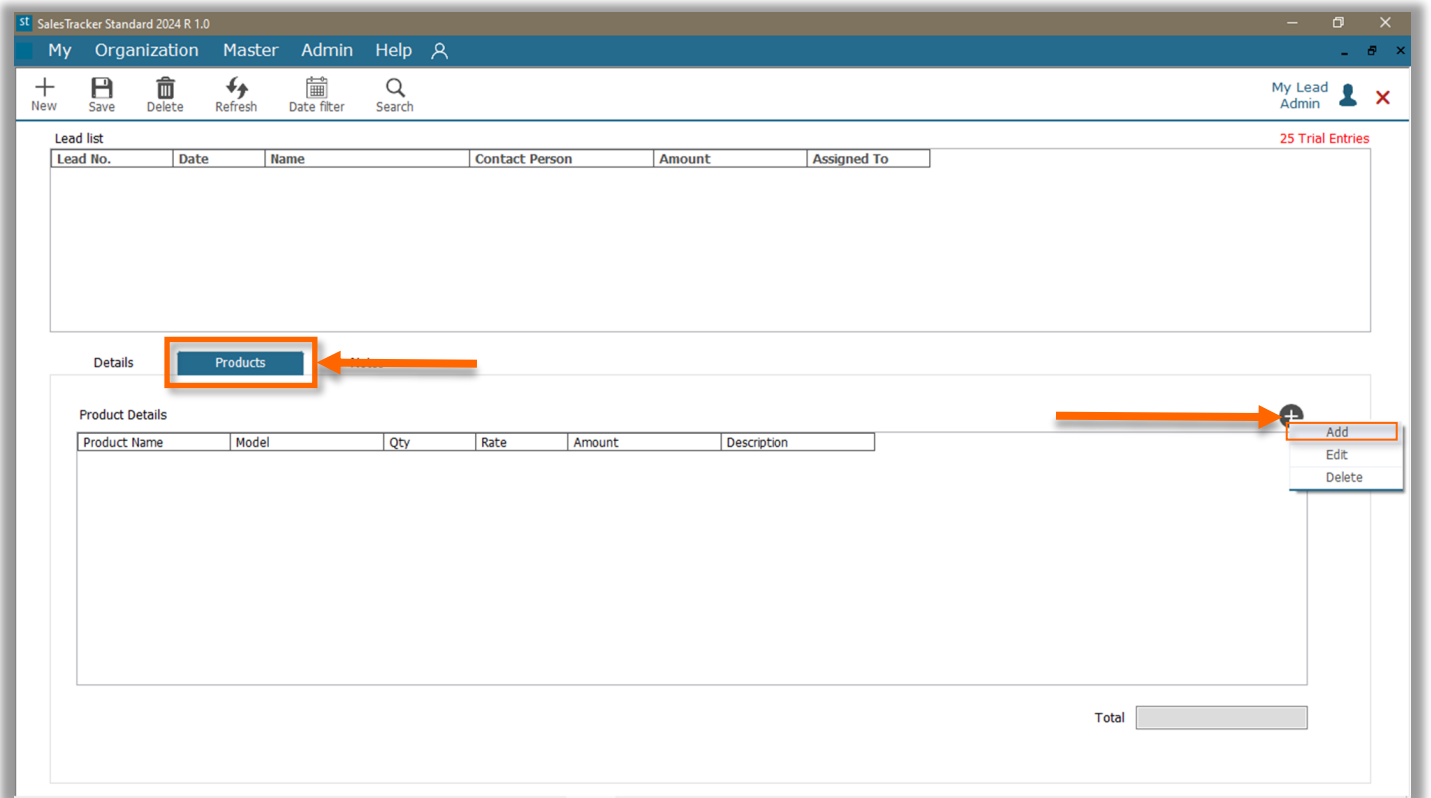 st SalesTracker Standard 2024 R 1.0
My Organization Master Admin Help
New Save Delete Refresh Date filter Search
My Lead
Admin
Lead list
25 Trial Entries
Lead No. Date Name Contact Person Amount Assigned To
Details Products
Product Details
Product Name Model Qty Rate Amount Description
Add
Edit
Delete
Total